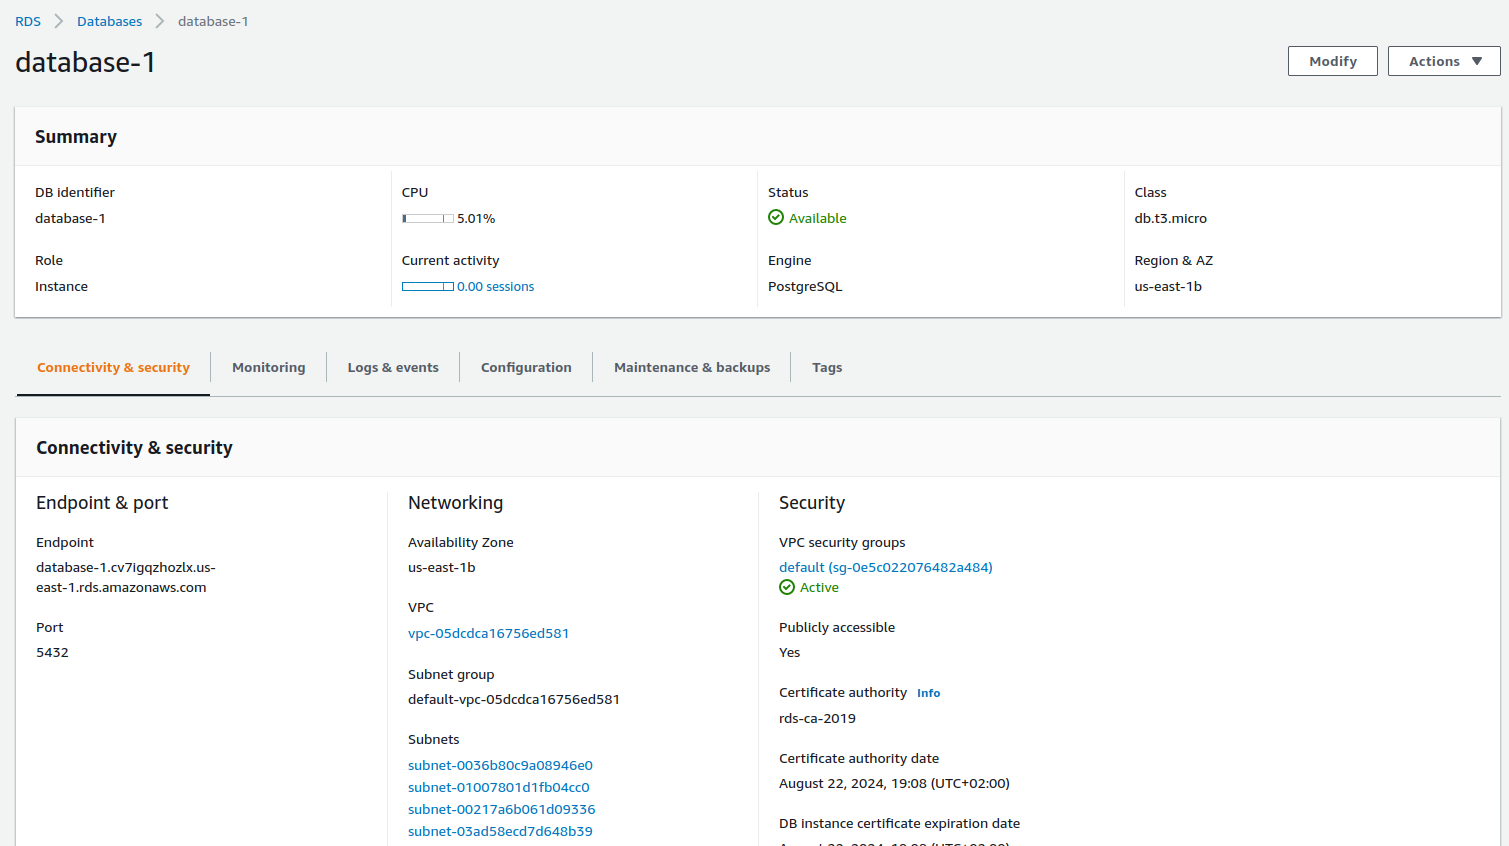 RDS > Databases > database-1
database-1
Modify
Actions ▼
Summary
DB identifier
database-1
CPU
5.01%
Status
Available
Class
db.t3.micro
Role
Instance
Current activity
0.00 sessions
Engine
PostgreSQL
Region & AZ
us-east-1b
Connectivity & security
Monitoring
Logs & events
Configuration
Maintenance & backups
Tags
Connectivity & security
Endpoint & port
Endpoint
database-1.cv7igqzhozlx.us-
east-1.rds.amazonaws.com
Port
5432
Networking
Availability Zone
us-east-1b
VPC
vpc-05dcdca16756ed581
Subnet group
default-vpc-05dcdca16756ed581
Subnets
subnet-0036b80c9a08946e0
subnet-01007801d1fb04cc0
subnet-00217a6b061d09336
subnet-03ad58ecd7d648b39
Security
VPC security groups
default (sg-0e5c022076482a484)
Active
Publicly accessible
Yes
Certificate authority Info
rds-ca-2019
Certificate authority date
August 22, 2024, 19:08 (UTC+02:00)
DB instance certificate expiration date